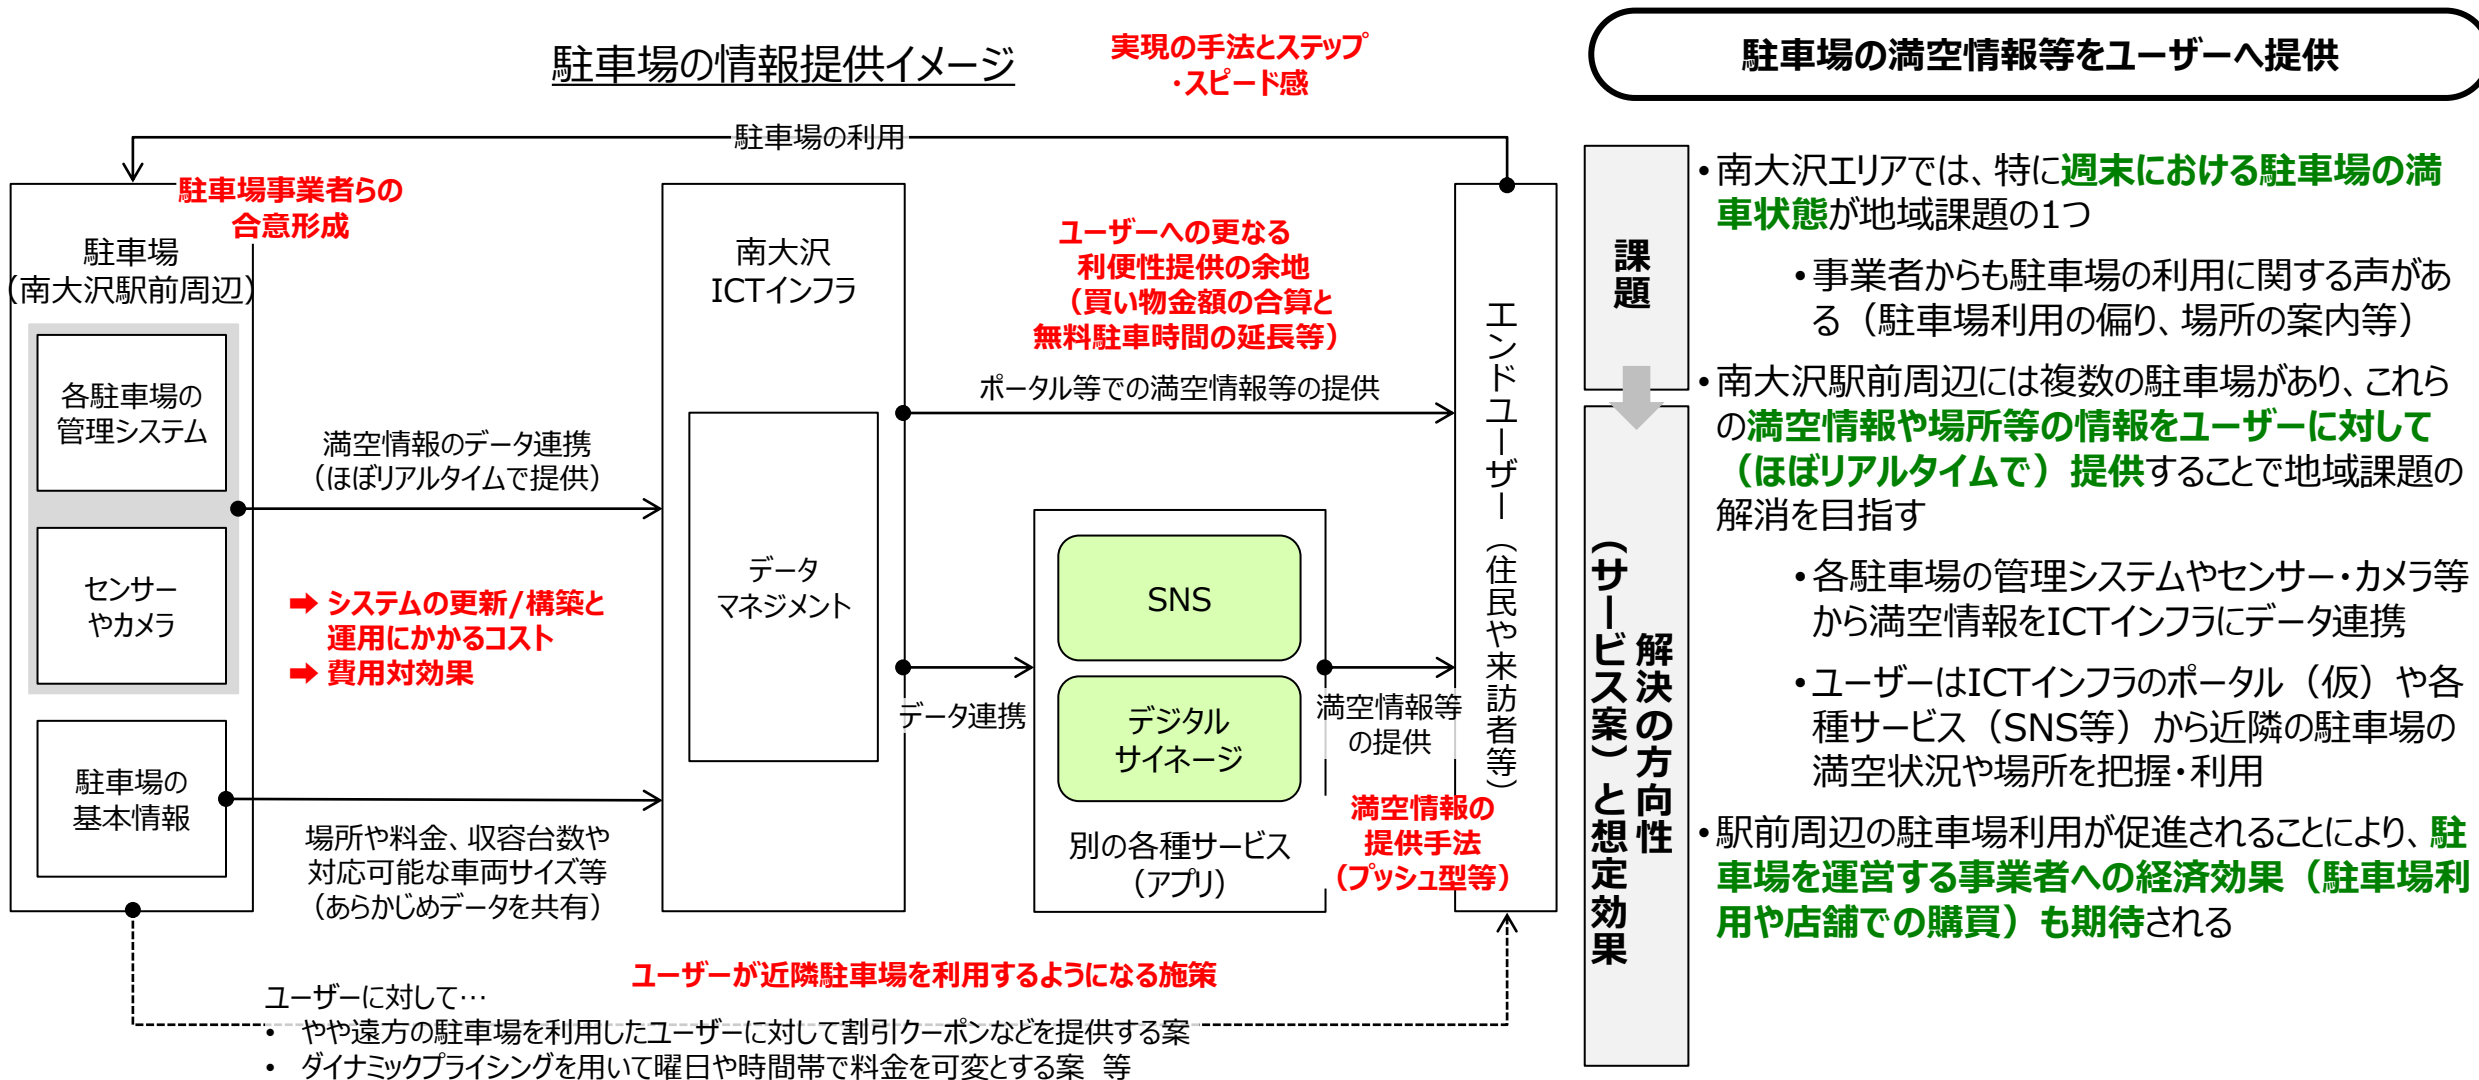 駐車場の情報提供イメージ
実現の手法とステップ
・スピード感
駐車場の利用
駐車場事業者らの
合意形成
駐車場
（南大沢駅前周辺）
各駐車場の
管理システム
センサー
やカメラ
駐車場の
基本情報
満空情報のデータ連携
（ほぼリアルタイムで提供）
➡ システムの更新/構築と
運用にかかるコスト
➡ 費用対効果
場所や料金、収容台数や
対応可能な車両サイズ等
（あらかじめデータを共有）
南大沢
ICTインフラ
データ
マネジメント
ユーザーへの更なる
利便性提供の余地
（買い物金額の合算と
無料駐車時間の延長等）
ポータル等での満空情報等の提供
データ連携
SNS
デジタル
サイネージ
別の各種サービス
（アプリ）
満空情報等
の提供
満空情報の
提供手法
（プッシュ型等）
エンドユーザー（住民や来訪者等）
ユーザーが近隣駐車場を利用するようになる施策
ユーザーに対して…
• やや遠方の駐車場を利用したユーザーに対して割引クーポンなどを提供する案
• ダイナミックプライシングを用いて曜日や時間帯で料金を可変とする案 等
駐車場の満空情報等をユーザーへ提供
課題
• 南大沢エリアでは、特に週末における駐車場の満
車状態が地域課題の1つ
• 事業者からも駐車場の利用に関する声があ
る（駐車場利用の偏り、場所の案内等）
解決の方向性
（サービス案）と想定効果
• 南大沢駅前周辺には複数の駐車場があり、これら
の満空情報や場所等の情報をユーザーに対して
（ほぼリアルタイムで）提供することで地域課題の
解消を目指す
• 各駐車場の管理システムやセンサー・カメラ等
から満空情報をICTインフラにデータ連携
• ユーザーはICTインフラのポータル（仮）や各
種サービス（SNS等）から近隣の駐車場の
満空状況や場所を把握・利用
• 駅前周辺の駐車場利用が促進されることにより、駐
車場を運営する事業者への経済効果（駐車場利
用や店舗での購買）も期待される